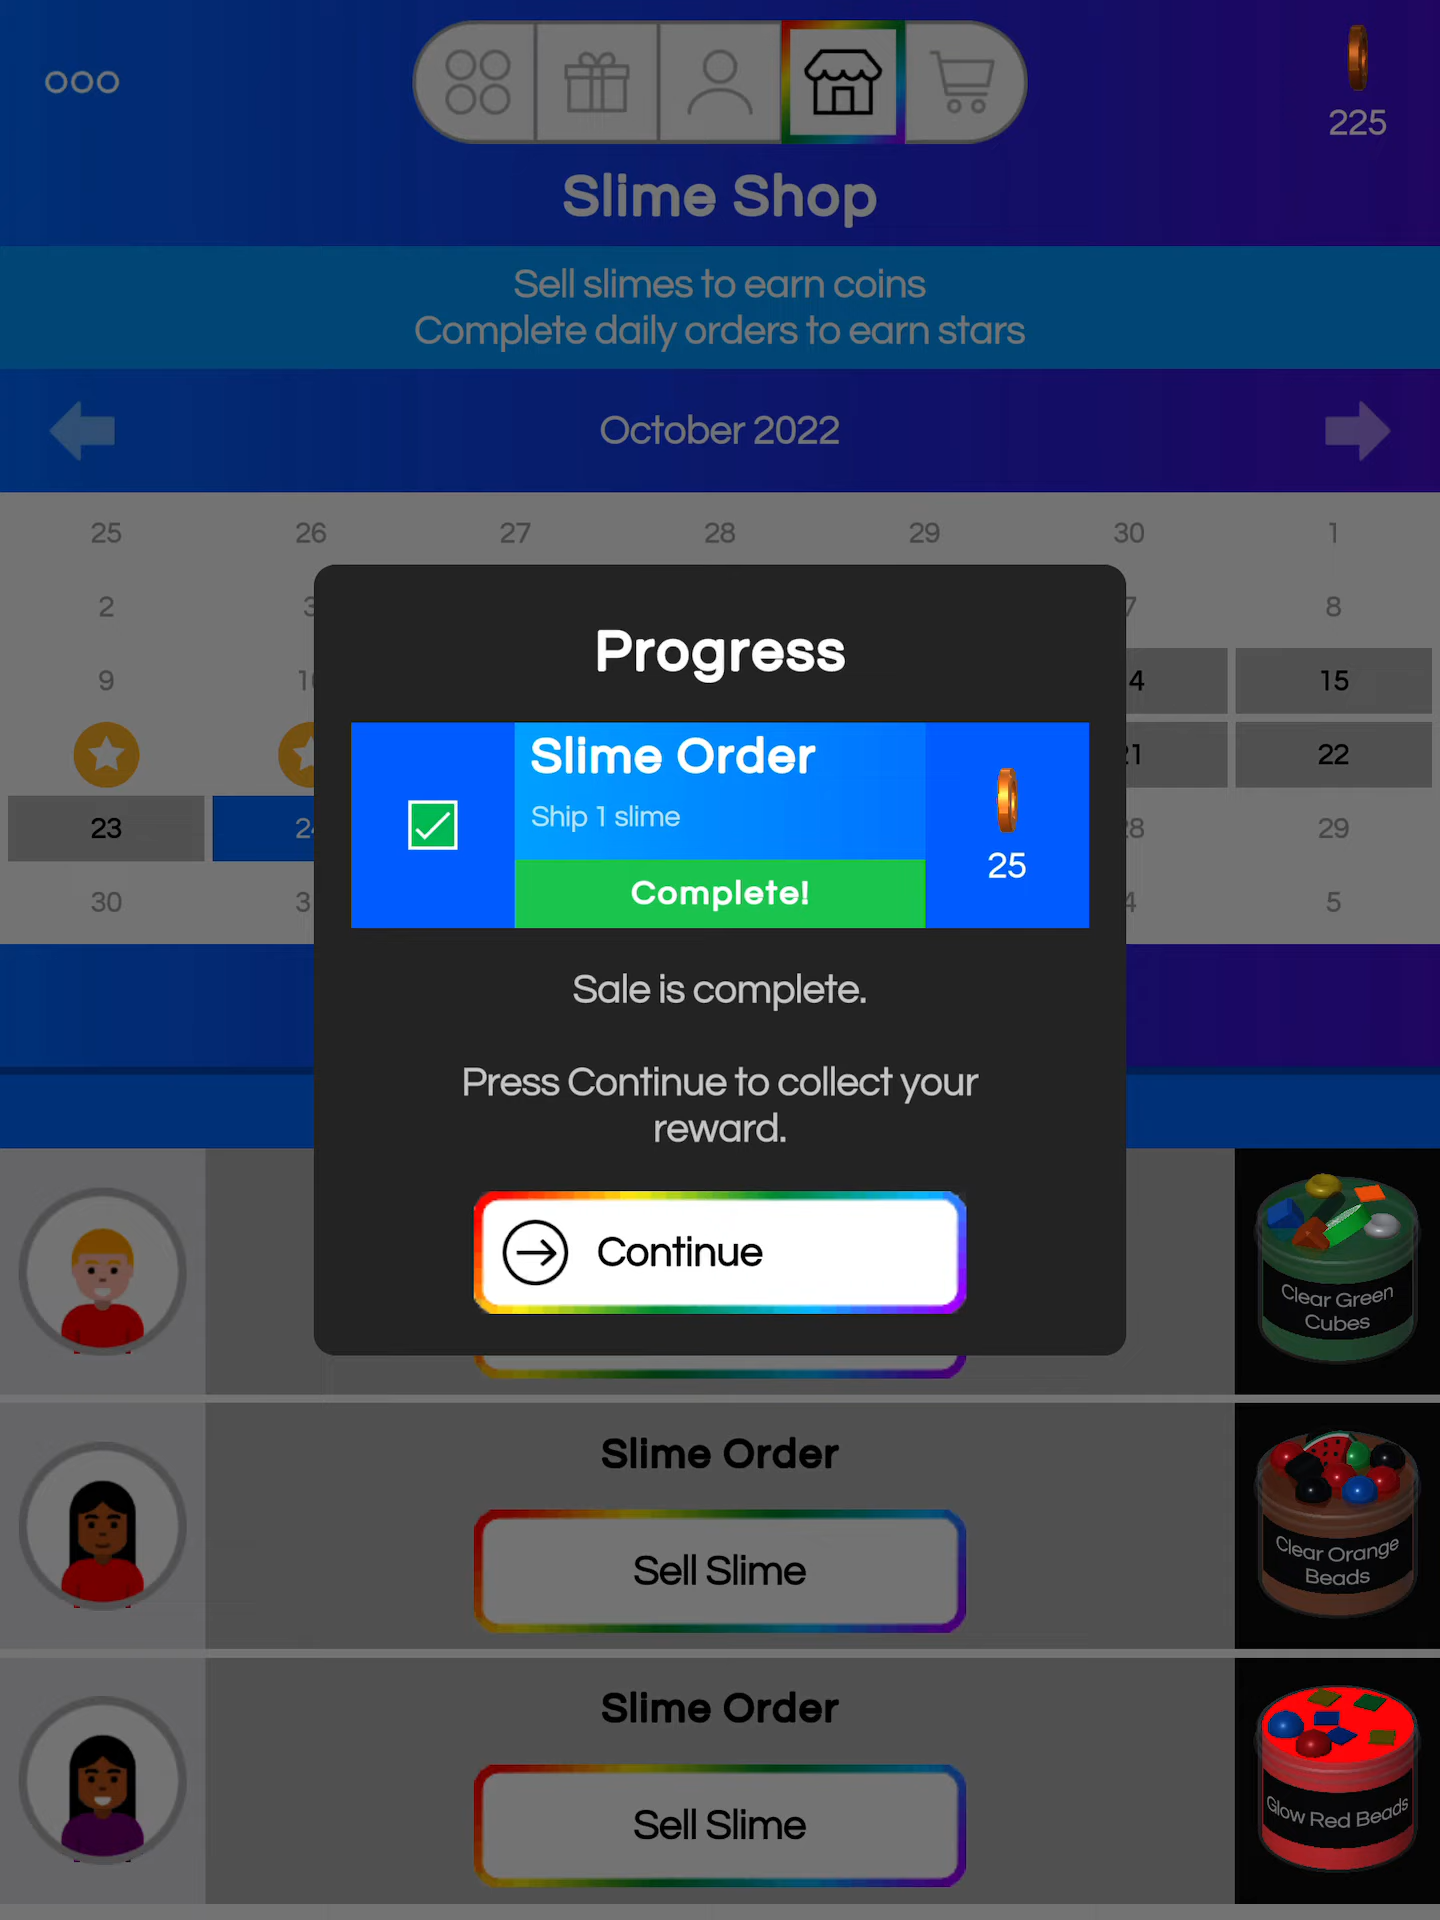 225
Slime Shop
Sell slimes to earn coins
Complete daily orders to earn stars
October 2022
25 26 27 28 29 30 1
2 8
9 15
22
23 29
30 5
Progress
Slime Order
Ship 1 slime
Complete!
25
Sale is complete.
Press Continue to collect your
reward.
Continue
Clear Green
Cubes
Slime Order
Sell Slime
Clear Orange
Beads
Slime Order
Sell Slime
Glow Red Beads